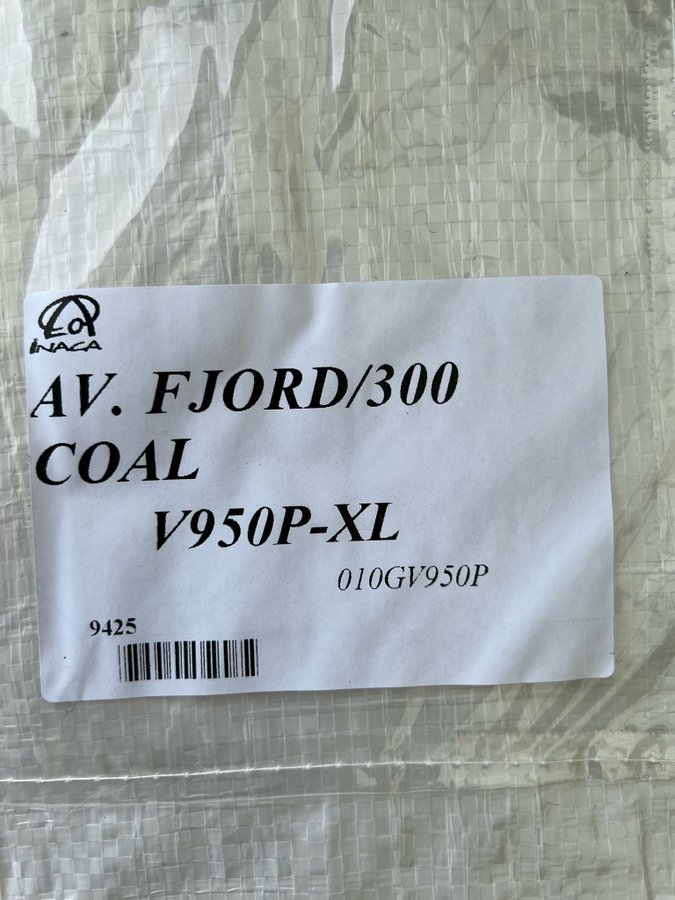 INACA
AV. FJORD/300
COAL
V950P-XL
010GV950P
9425